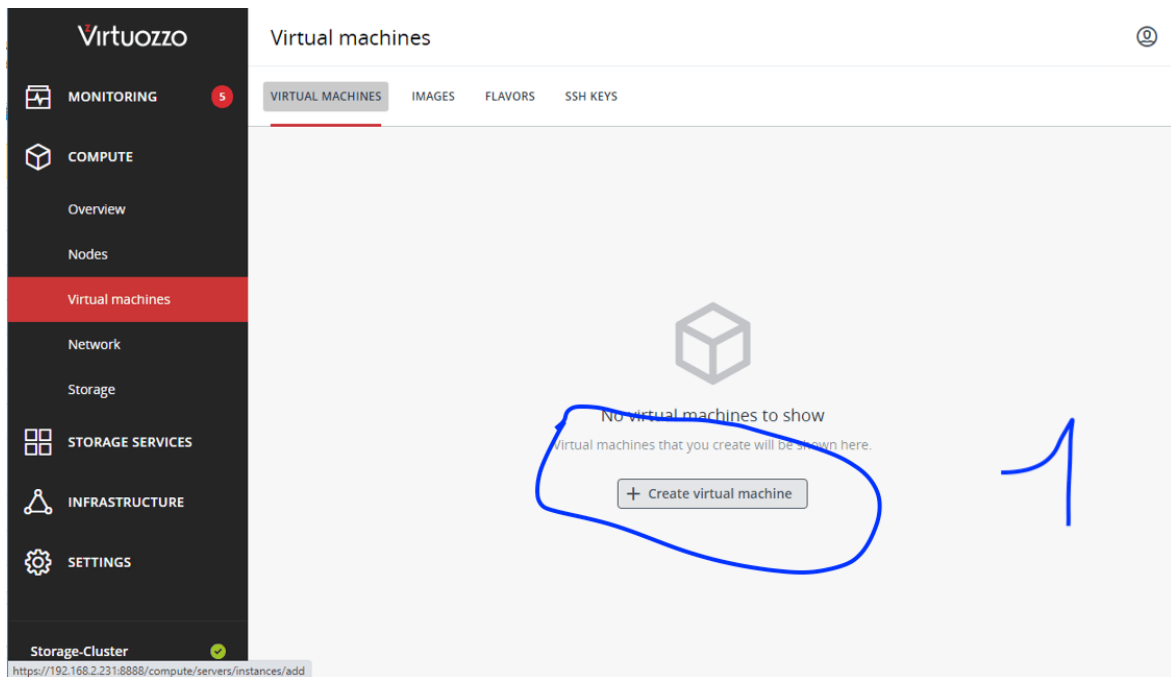 Virtuozzo
Virtual machines
MONITORING 5
VIRTUAL MACHINES IMAGES FLAVORS SSH KEYS
COMPUTE
Overview
Nodes
Virtual machines
Network
Storage
No virtual machines to show
Virtual machines that you create will be shown here.
+ Create virtual machine
1
STORAGE SERVICES
INFRASTRUCTURE
SETTINGS
Storage-Cluster
https://192.168.2.231:8888/compute/servers/instances/add